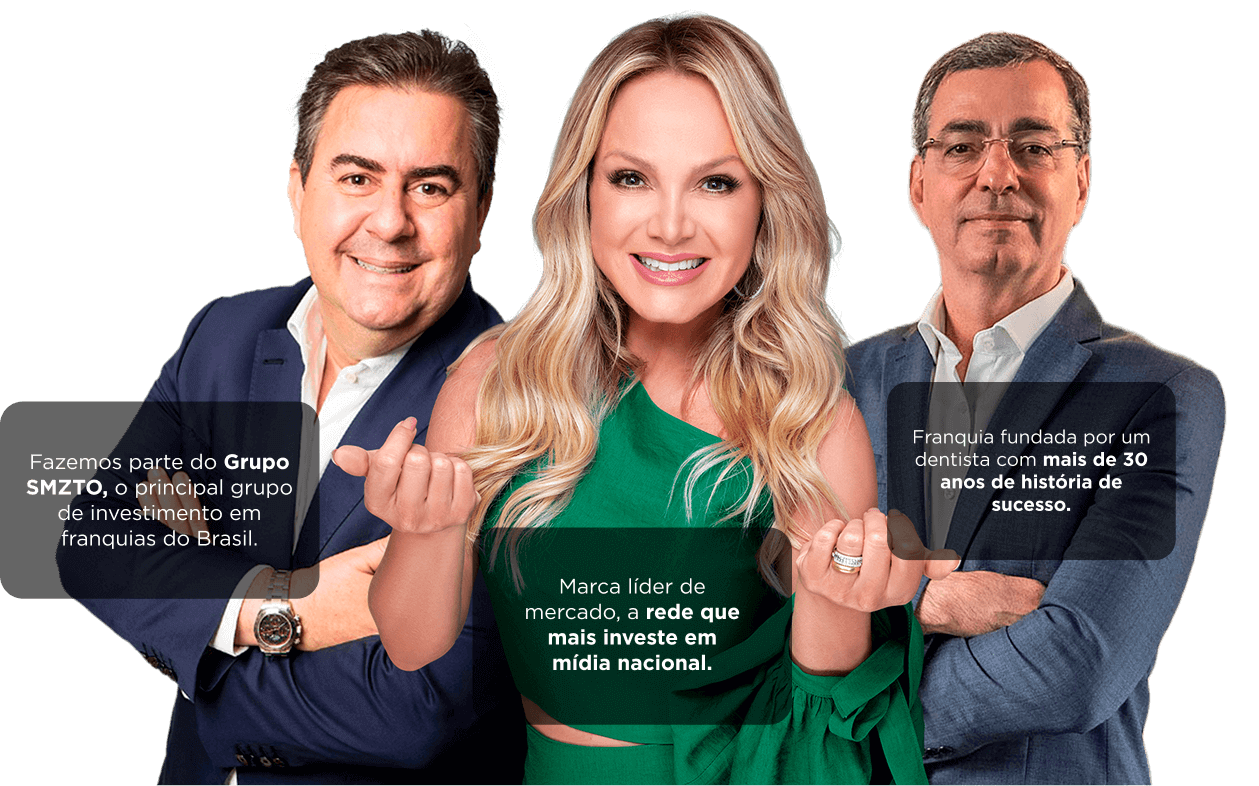 Fazemos parte do Grupo
SMZTO, o principal grupo
de investimento em
franquias do Brasil.
Marca líder de
mercado, a rede que
mais investe em
mídia nacional.
Franquia fundada por um
dentista com mais de 30
anos de história de
sucesso.